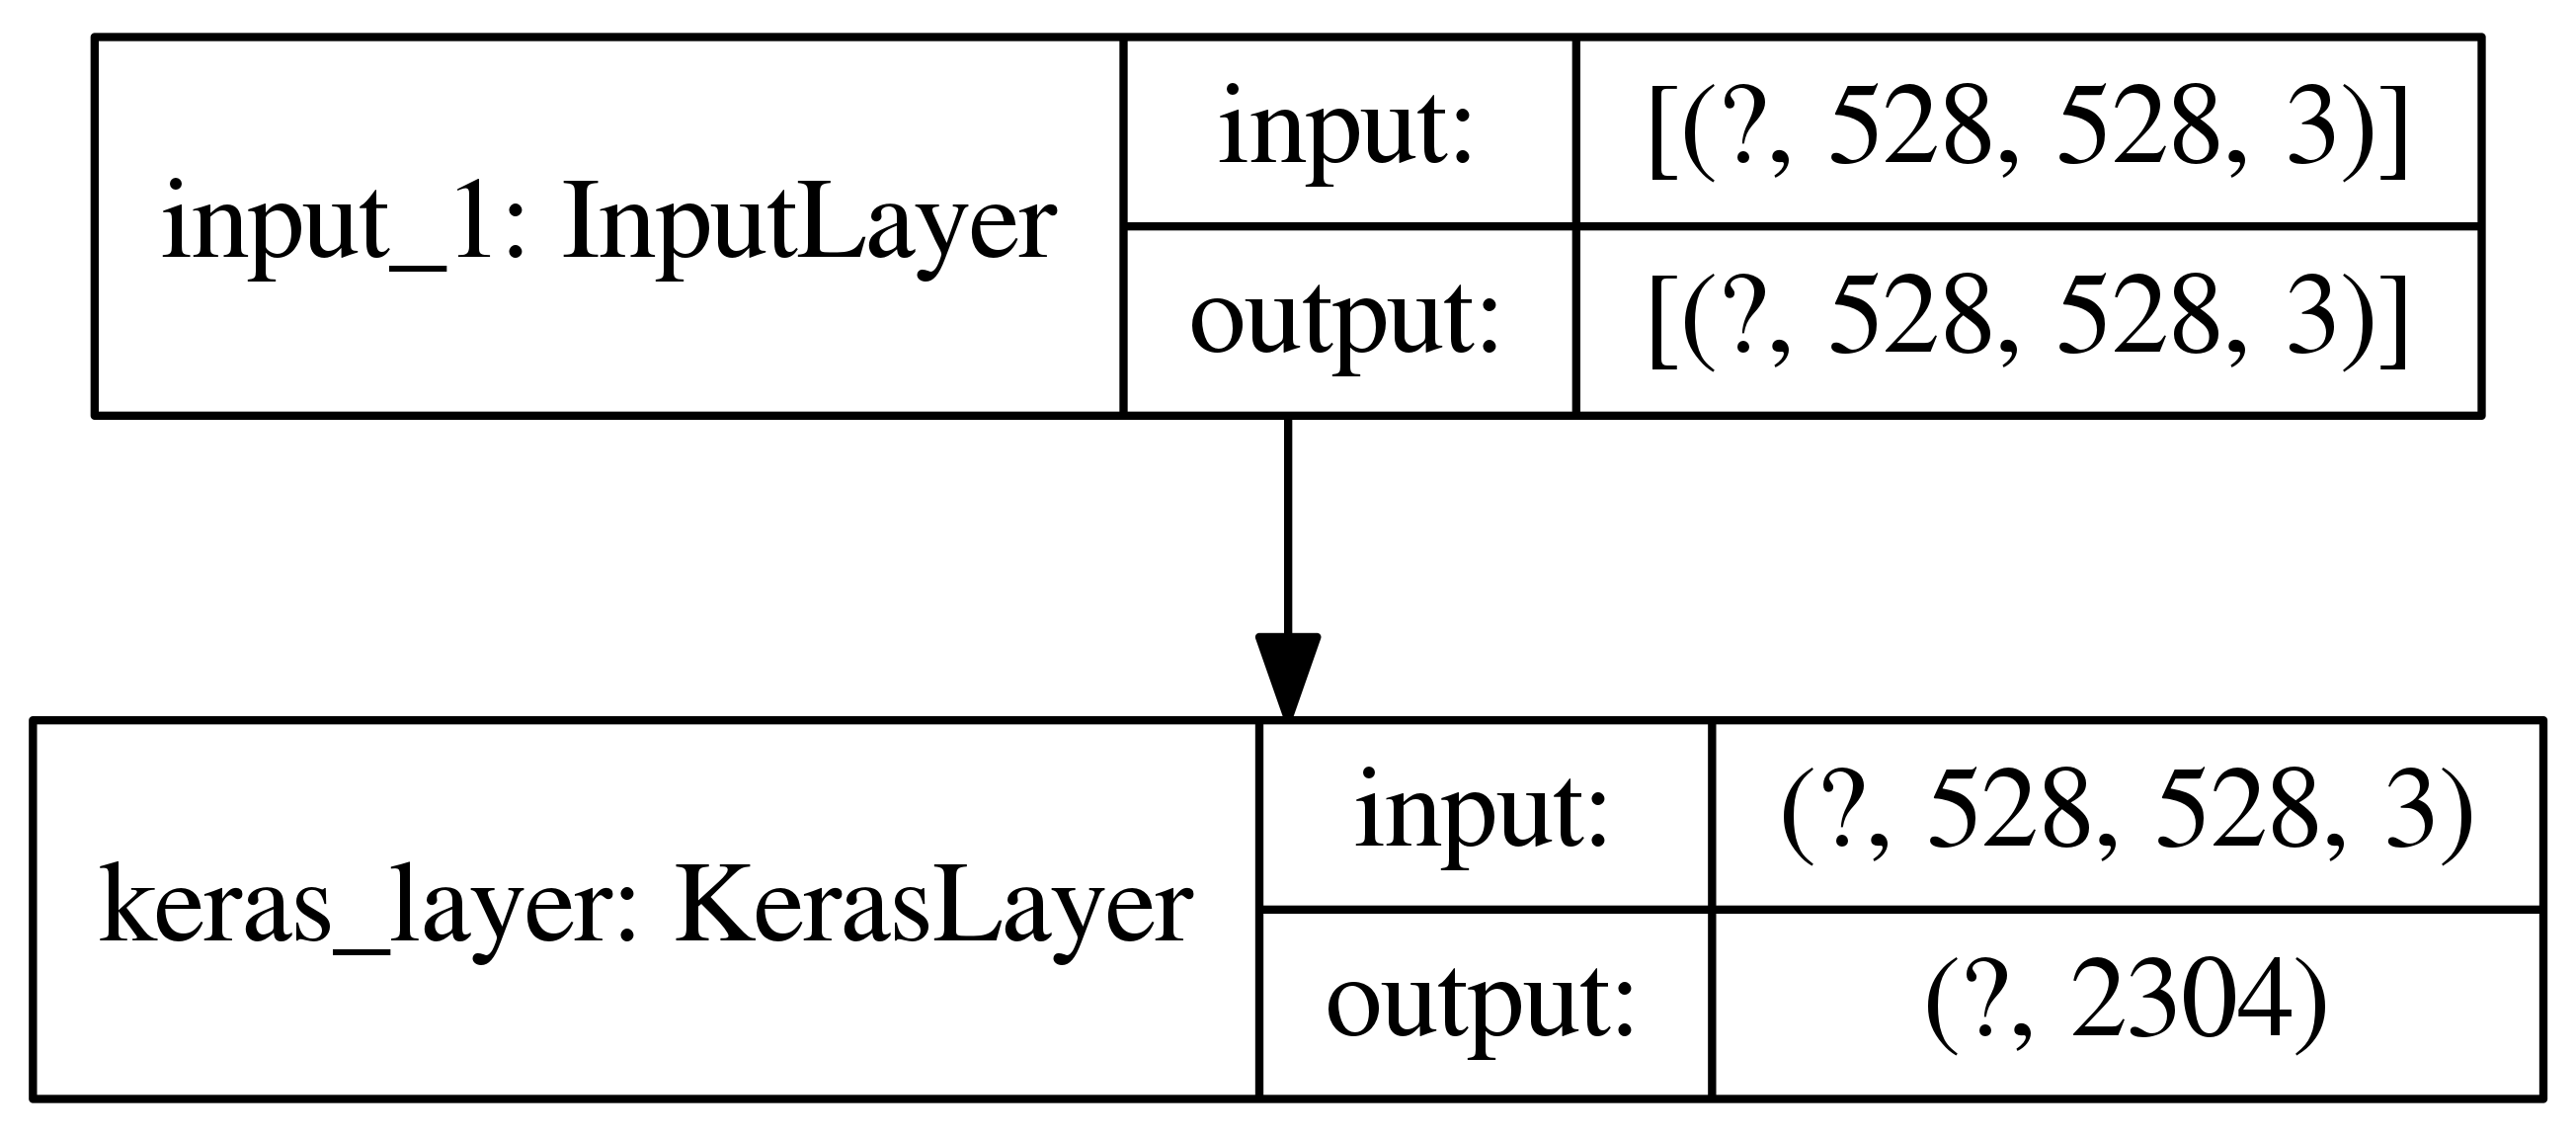 input_1: InputLayer
input:
[(?, 528, 528, 3)]
output:
[(?, 528, 528, 3)]
keras_layer: KerasLayer
input:
(?, 528, 528, 3)
output:
(?, 2304)